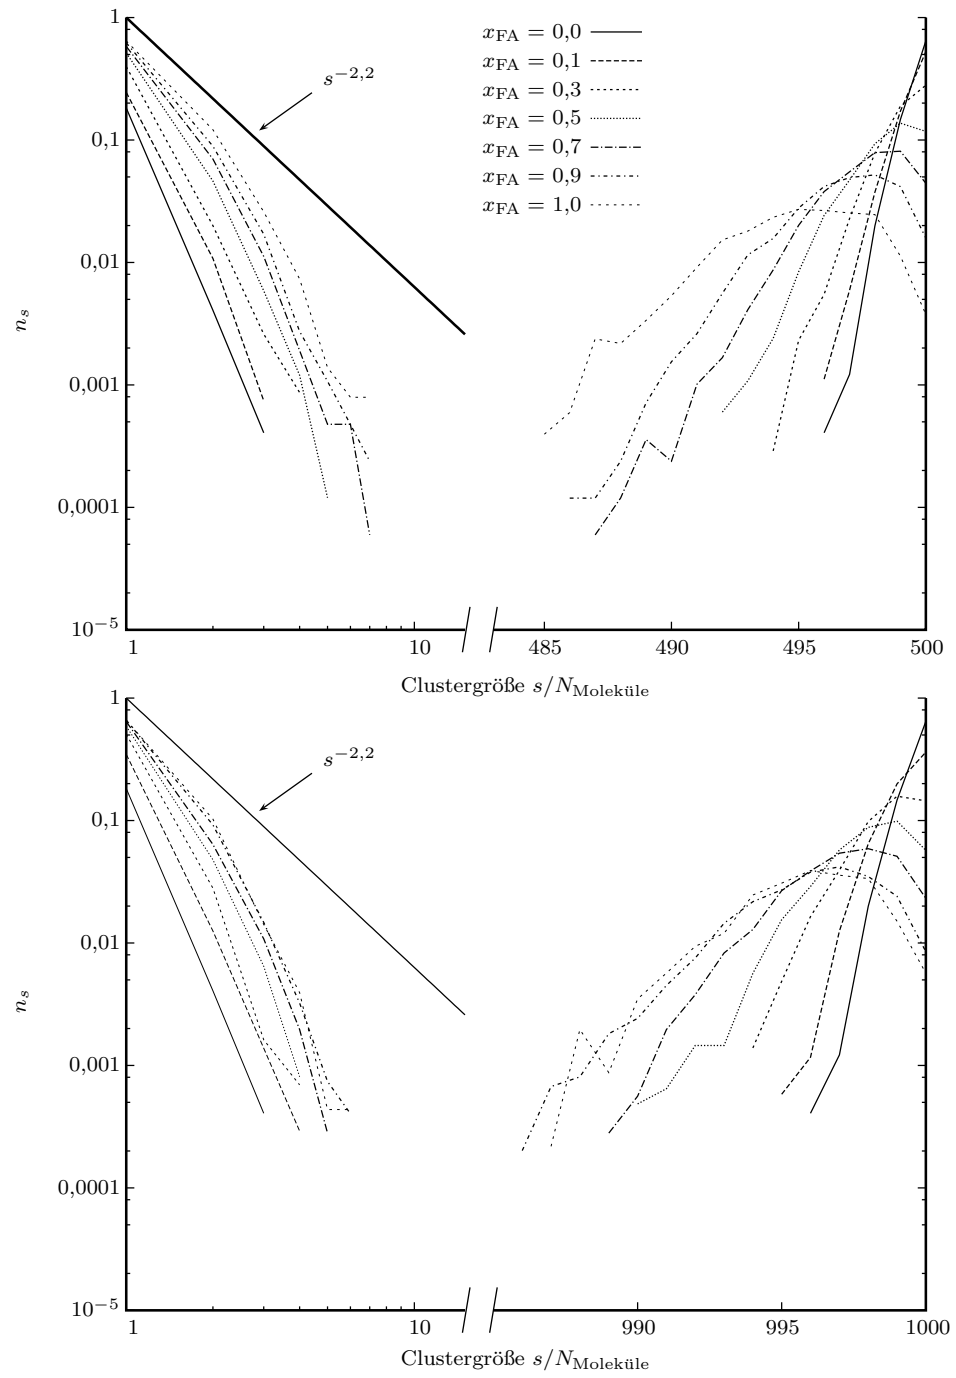 1
0,1
0,01
0,001
0,0001
10⁻⁵
n_s
s^−2,2
x_FA = 0,0
x_FA = 0,1
x_FA = 0,3
x_FA = 0,5
x_FA = 0,7
x_FA = 0,9
x_FA = 1,0
1 10 485 490 495 500
Clustergröße s/N_Moleküle
1
0,1
0,01
0,001
0,0001
10⁻⁵
n_s
s^−2,2
1 10 990 995 1000
Clustergröße s/N_Moleküle